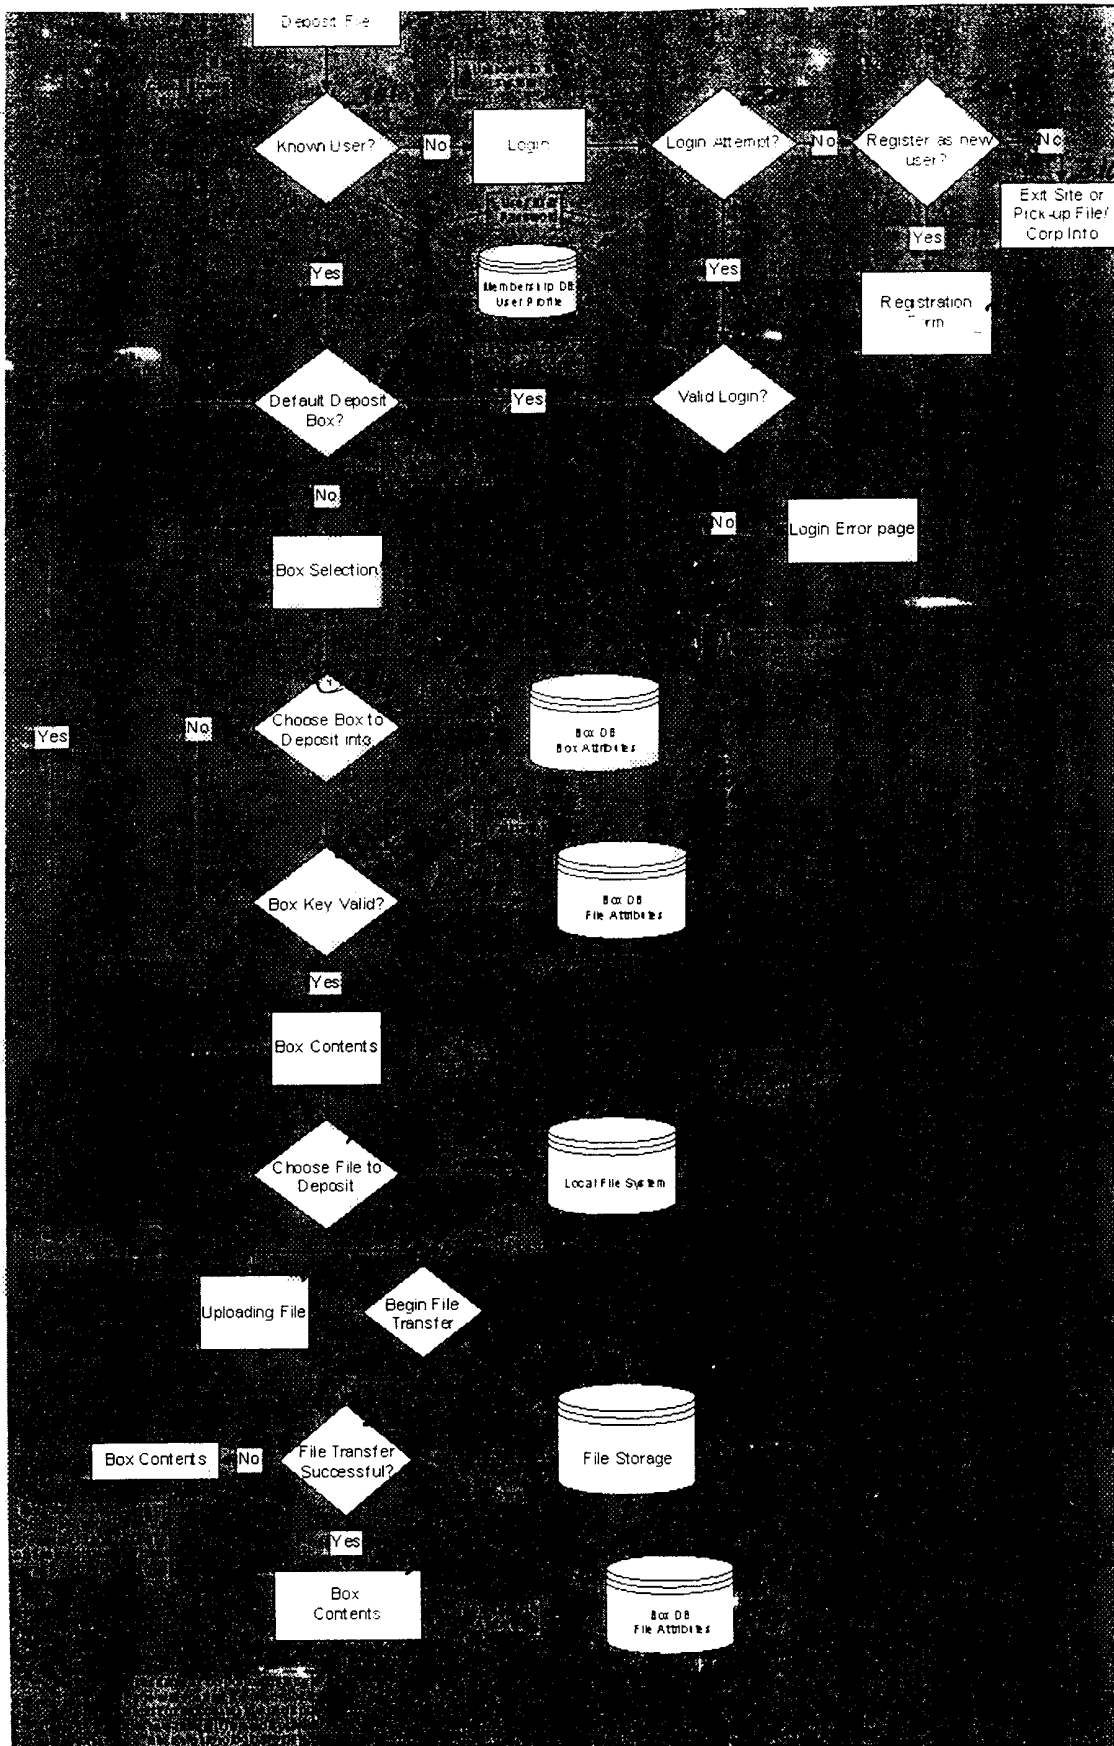 Deposit File
Known User?
No
Login
Login Attempt?
No
Register as new
user?
No
Exit Site or
Pick-up File/
Corp Info
Yes
Password
Yes
Membership DB
User Profile
Yes
Registration
Default Deposit
Box?
Yes
Valid Login?
No
Box Selection
No
Login Error page
Yes
No
Choose Box to
Deposit into
Box DB
Box Attributes
Box Key Valid?
Box DB
File Attributes
Yes
Box Contents
Choose File to
Deposit
Local File System
Uploading File
Begin File
Transfer
Box Contents
No
File Transfer
Successful?
File Storage
Yes
Box
Contents
Box DB
File Attributes